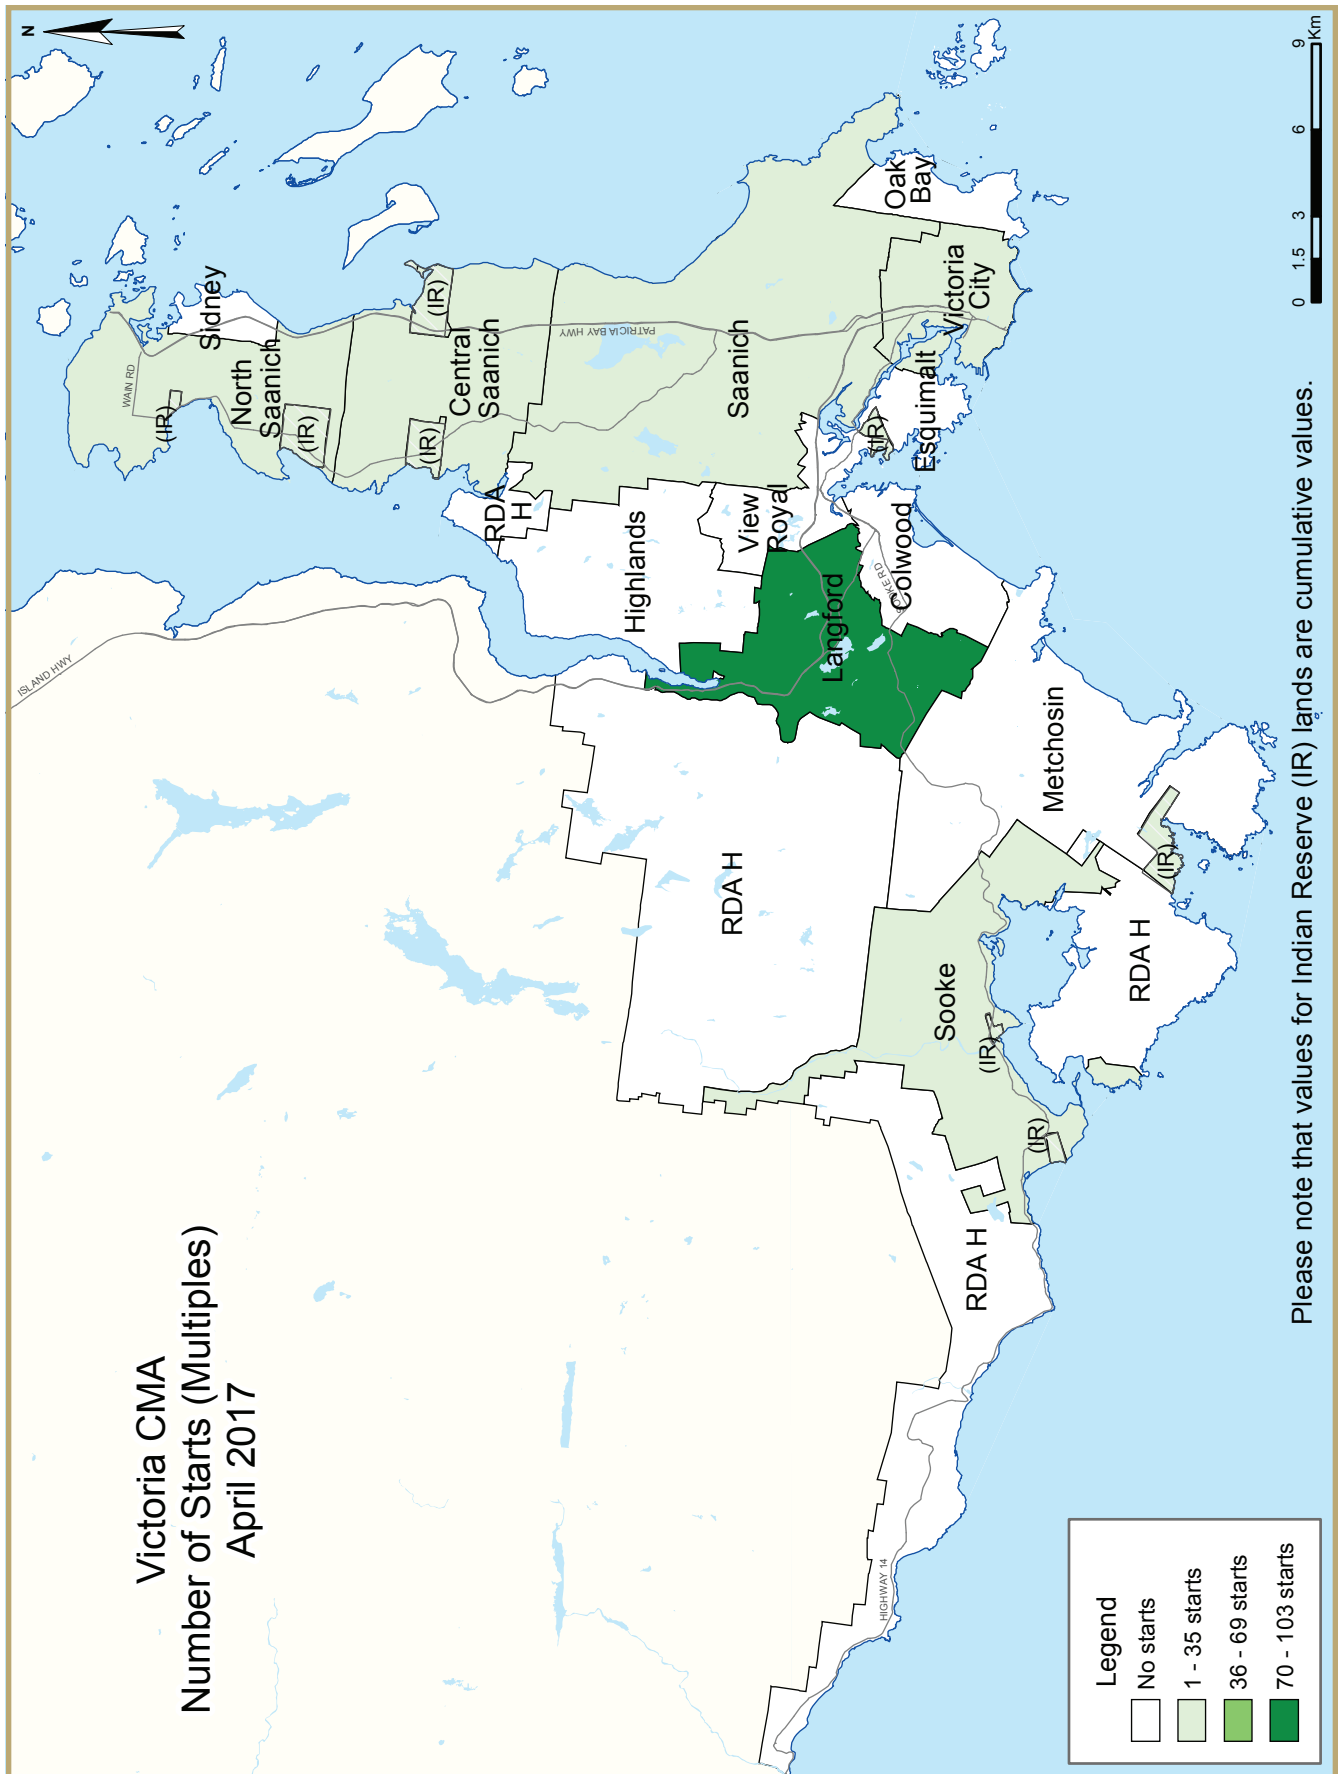 Victoria CMA
Number of Starts (Multiples)
April 2017
N
ISLAND HWY
WAIN RD
(IR)
Sidney
North
Saanich
(IR)
(IR)
(IR)
Central
Saanich
PATRICIA BAY HWY
RDA
H
Highlands
Saanich
View
Royal
Oak
Bay
Victoria
City
Esquimalt
(IR)
Langford
Colwood
SOOKE RD
Metchosin
RDA H
Sooke
(IR)
(IR)
(IR)
RDA H
RDA H
HIGHWAY 14
Legend
No starts
1 - 35 starts
36 - 69 starts
70 - 103 starts
Please note that values for Indian Reserve (IR) lands are cumulative values.
0 1.5 3 6 9
Km